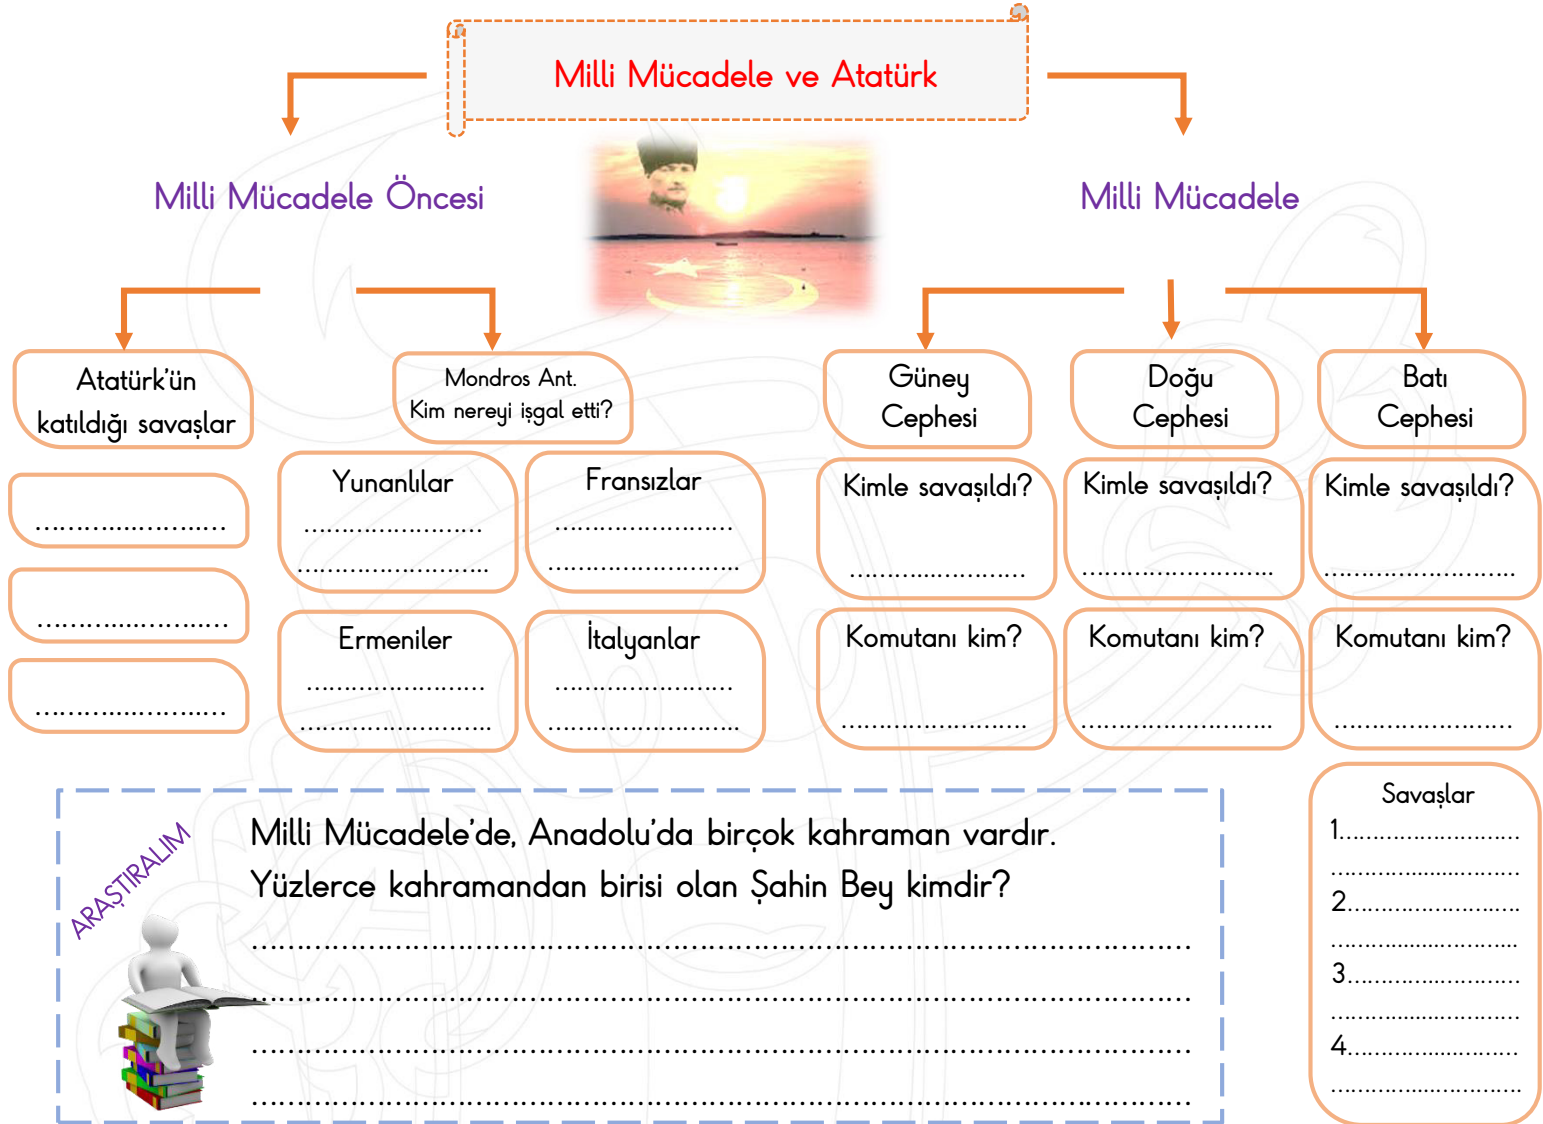 Milli Mücadele ve Atatürk
Milli Mücadele Öncesi
Milli Mücadele
Atatürk'ün
katıldığı savaşlar
Mondros Ant.
Kim nereyi işgal etti?
Güney
Cephesi
Doğu
Cephesi
Batı
Cephesi
........................
........................
........................
Yunanlılar
........................
........................
Fransızlar
........................
........................
Ermeniler
........................
........................
İtalyanlar
........................
........................
Kimle savaşıldı?
........................
Kimle savaşıldı?
........................
Kimle savaşıldı?
........................
Komutanı kim?
........................
Komutanı kim?
........................
Komutanı kim?
........................
Savaşlar
1........................
........................
2........................
........................
3........................
........................
4........................
........................
ARAŞTIRALIM
Milli Mücadele'de, Anadolu'da birçok kahraman vardır.
Yüzlerce kahramandan birisi olan Şahin Bey kimdir?
................................................................................
................................................................................
................................................................................
................................................................................